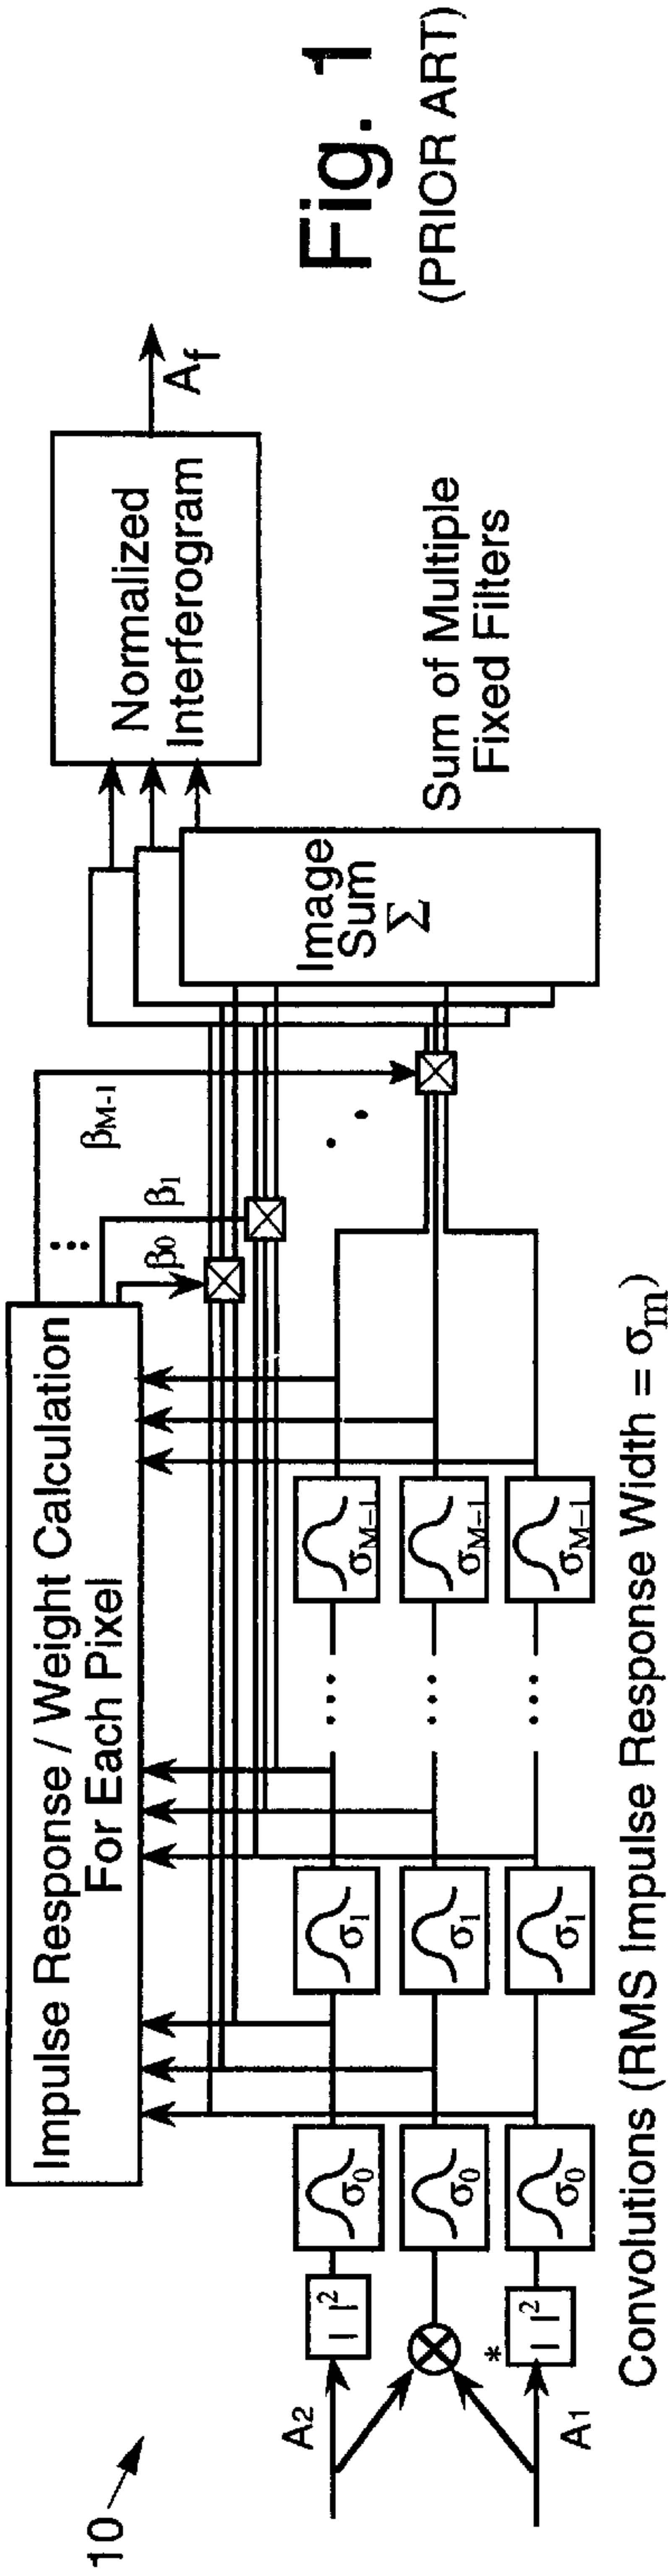 10
Impulse Response / Weight Calculation
For Each Pixel
β0
β1
βM-1
A2
| |²
σ0
σ1
σM-1
σ0
σ1
σM-1
A1
*
| |²
σ0
σ1
σM-1
Image
Sum
Σ
Normalized
Interferogram
Af
Sum of Multiple
Fixed Filters
Convolutions (RMS Impulse Response Width = σm)
Fig. 1
(PRIOR ART)